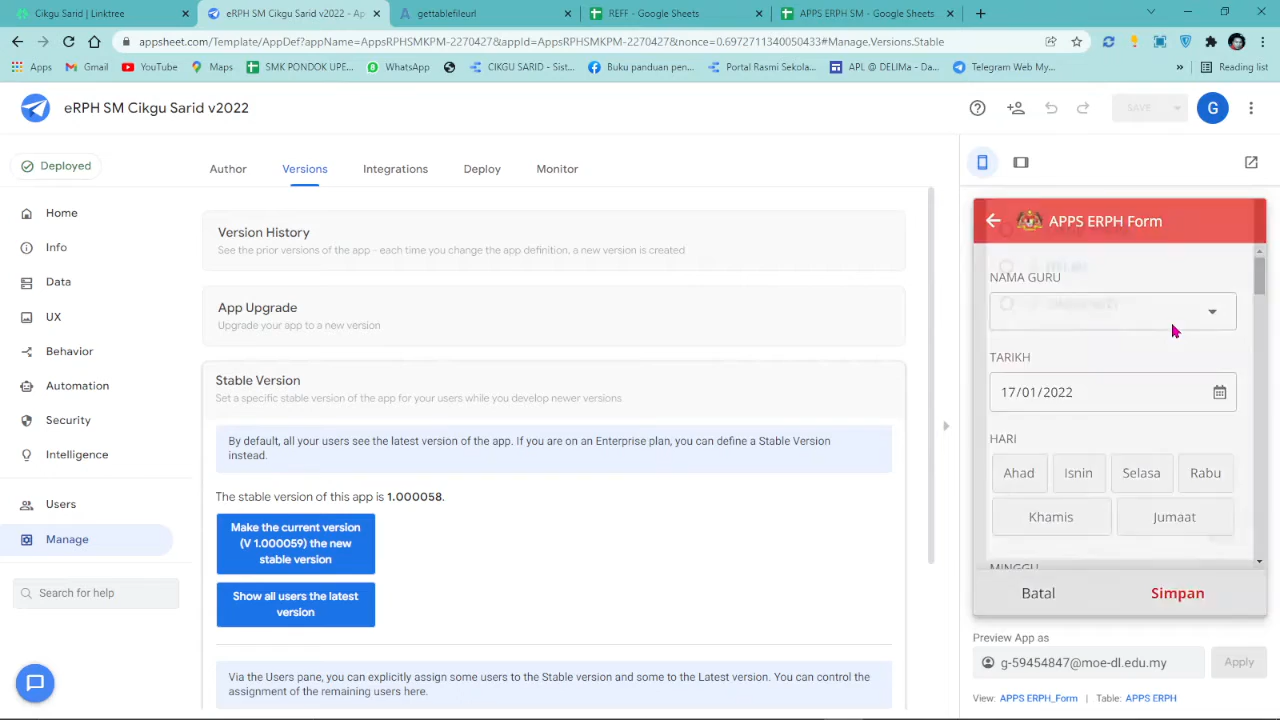 Cikgu Sarid | Linktree
eRPH SM Cikgu Sarid v2022 - Ap
gettablefileurl
REFF - Google Sheets
APPS ERPH SM - Google Sheets
appsheet.com/Template/AppDef?appName=AppsRPHSMKPM-2270427&appId=AppsRPHSMKPM-2270427&nonce=0.6972711340050433#Manage.Versions.Stable
Apps
Gmail
YouTube
Maps
SMK PONDOK UPE...
WhatsApp
CIKGU SARID - Sist...
Buku panduan pen...
Portal Rasmi Sekola...
APL @ DELIMa - Da...
Telegram Web My...
»
Reading list
eRPH SM Cikgu Sarid v2022
SAVE
G
Deployed
Author
Versions
Integrations
Deploy
Monitor
Home
Info
Data
UX
Behavior
Automation
Security
Intelligence
Users
Manage
Search for help
Version History
See the prior versions of the app - each time you change the app definition, a new version is created.
App Upgrade
Upgrade your app to a new version
Stable Version
Set a specific stable version of the app for your users while you develop newer versions.
By default, all your users see the latest version of the app. If you are on an Enterprise plan, you can define a Stable Version
instead.
The stable version of this app is 1.000058.
Make the current version
(V 1.000059) the new
stable version
Show all users the latest
version
Via the Users pane, you can explicitly assign some users to the Stable version and some to the Latest version. You can control the
assignment of the remaining users here.
APPS ERPH Form
NAMA GURU
TARIKH
17/01/2022
HARI
Ahad
Isnin
Selasa
Rabu
Khamis
Jumaat
MINGGU
Batal
Simpan
Preview App as
g-59454847@moe-dl.edu.my
Apply
View: APPS ERPH_Form | Table: APPS ERPH